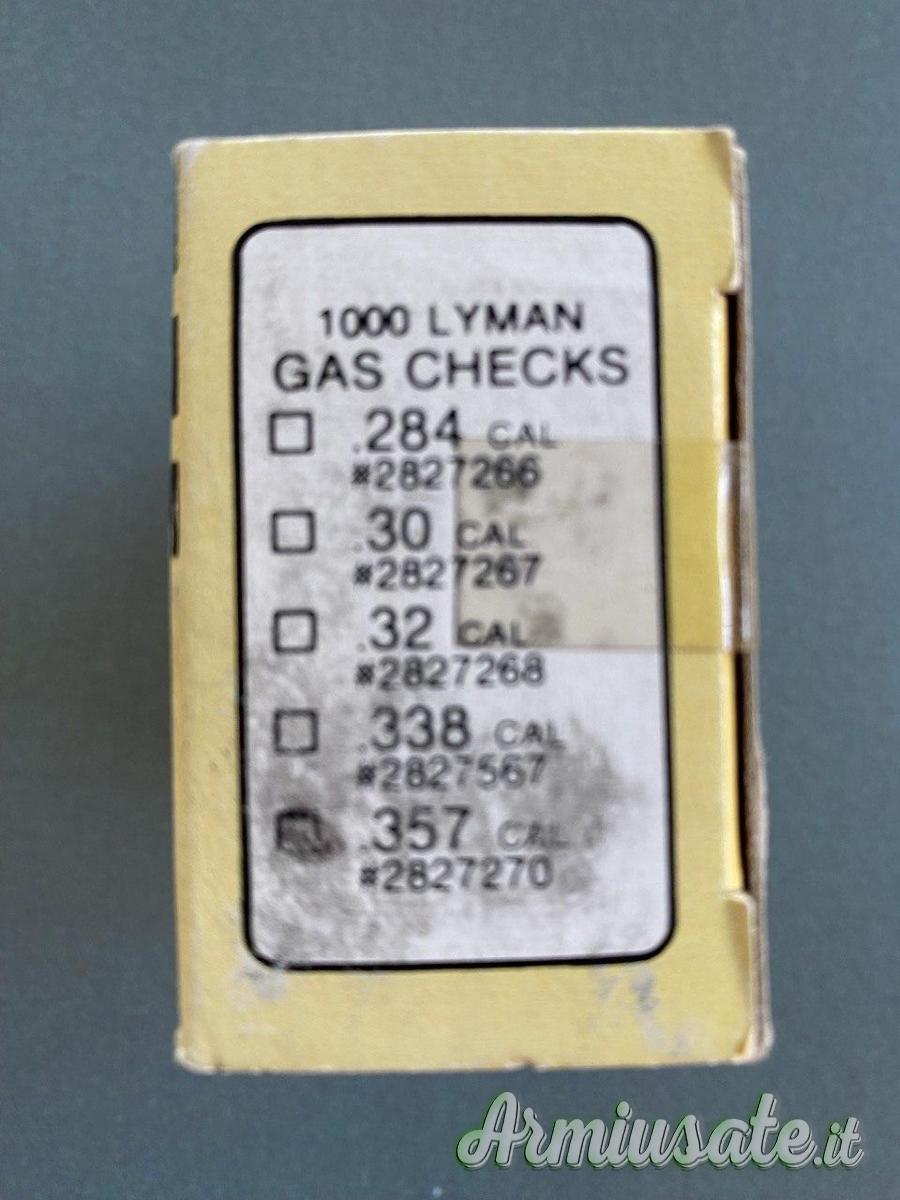 1000 LYMAN
GAS CHECKS
.284 CAL
#2827266
.30 CAL
#2827267
.32 CAL
#2827268
.338 CAL
#2827567
.357 CAL
#2827270
Armiusate.it